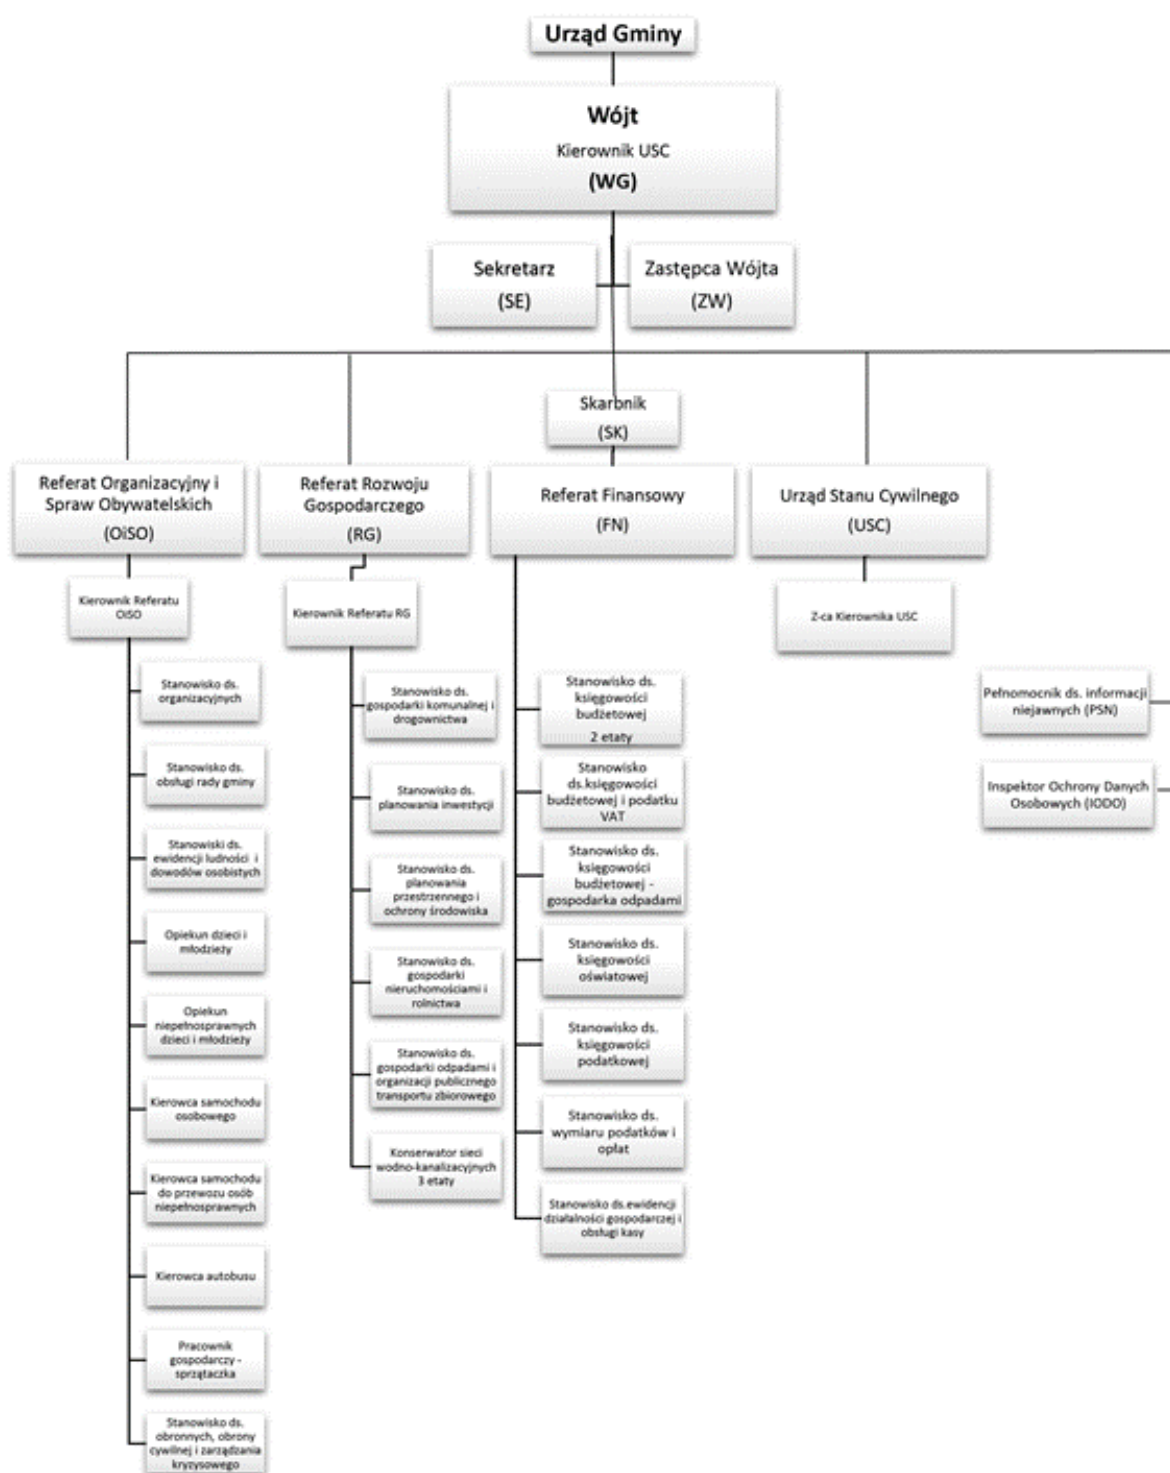 Urząd Gminy
Wójt
Kierownik USC
(WG)
Sekretarz
(SE)
Zastępca Wójta
(ZW)
Skarbnik
(SK)
Referat Organizacyjny i
Spraw Obywatelskich
(OiSO)
Referat Rozwoju
Gospodarczego
(RG)
Referat Finansowy
(FN)
Urząd Stanu Cywilnego
(USC)
Kierownik Referatu
OiSO
Kierownik Referatu RG
Z-ca Kierownika USC
Stanowisko ds.
organizacyjnych
Stanowisko ds.
obsługi rady gminy
Stanowiski ds.
ewidencji ludności i
dowodów osobistych
Opiekun dzieci i
młodzieży
Opiekun
niepełnosprawnych
dzieci i młodzieży
Kierowca samochodu
osobowego
Kierowca samochodu
do przewozu osób
niepełnosprawnych
Kierowca autobusu
Pracownik
gospodarczy -
sprzątaczka
Stanowisko ds.
obronnych, obrony
cywilnej i zarządzania
kryzysowego
Stanowisko ds.
gospodarki komunalnej i
drogownictwa
Stanowisko ds.
planowania inwestycji
Stanowisko ds.
planowania
przestrzennego i
ochrony środowiska
Stanowisko ds.
gospodarki
nieruchomościami i
rolnictwa
Stanowisko ds.
gospodarki odpadami i
organizacji publicznego
transportu zbiorowego
Konserwator sieci
wodno-kanalizacyjnych
3 etaty
Stanowisko ds.
księgowości
budżetowej
2 etaty
Stanowisko
ds.księgowości
budżetowej i podatku
VAT
Stanowisko ds.
księgowości
budżetowej -
gospodarka odpadami
Stanowisko ds.
księgowości
oświatowej
Stanowisko ds.
księgowości
podatkowej
Stanowisko ds.
wymiaru podatków i
opłat
Stanowisko ds.ewidencji
działalności gospodarczej i
obsługi kasy
Pełnomocnik ds. informacji
niejawnych (PSN)
Inspektor Ochrony Danych
Osobowych (IODO)